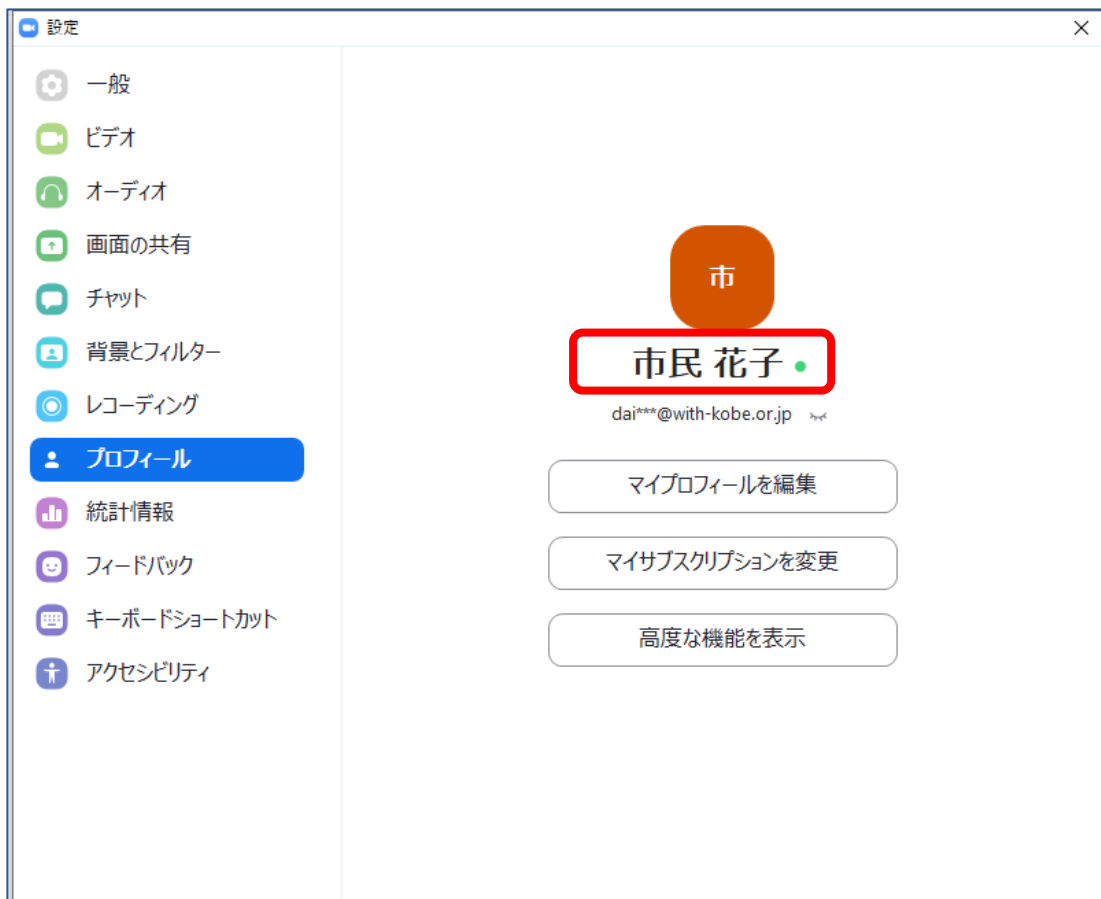 設定
一般
ビデオ
オーディオ
画面の共有
チャット
背景とフィルター
レコーディング
プロフィール
統計情報
フィードバック
キーボードショートカット
アクセシビリティ
市
市民 花子
dai***@with-kobe.or.jp
マイプロフィールを編集
マイサブスクリプションを変更
高度な機能を表示